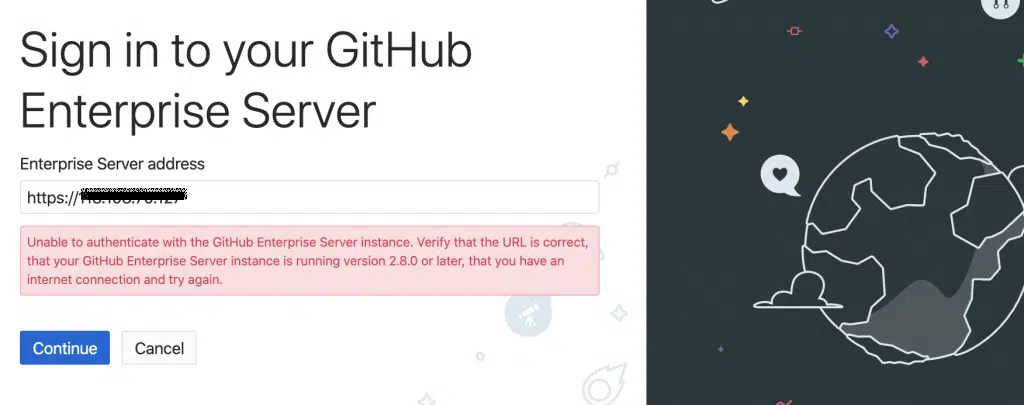 Sign in to your GitHub
Enterprise Server
Enterprise Server address
https://
Unable to authenticate with the GitHub Enterprise Server instance. Verify that the URL is correct,
that your GitHub Enterprise Server instance is running version 2.8.0 or later, that you have an
internet connection and try again.
Continue Cancel